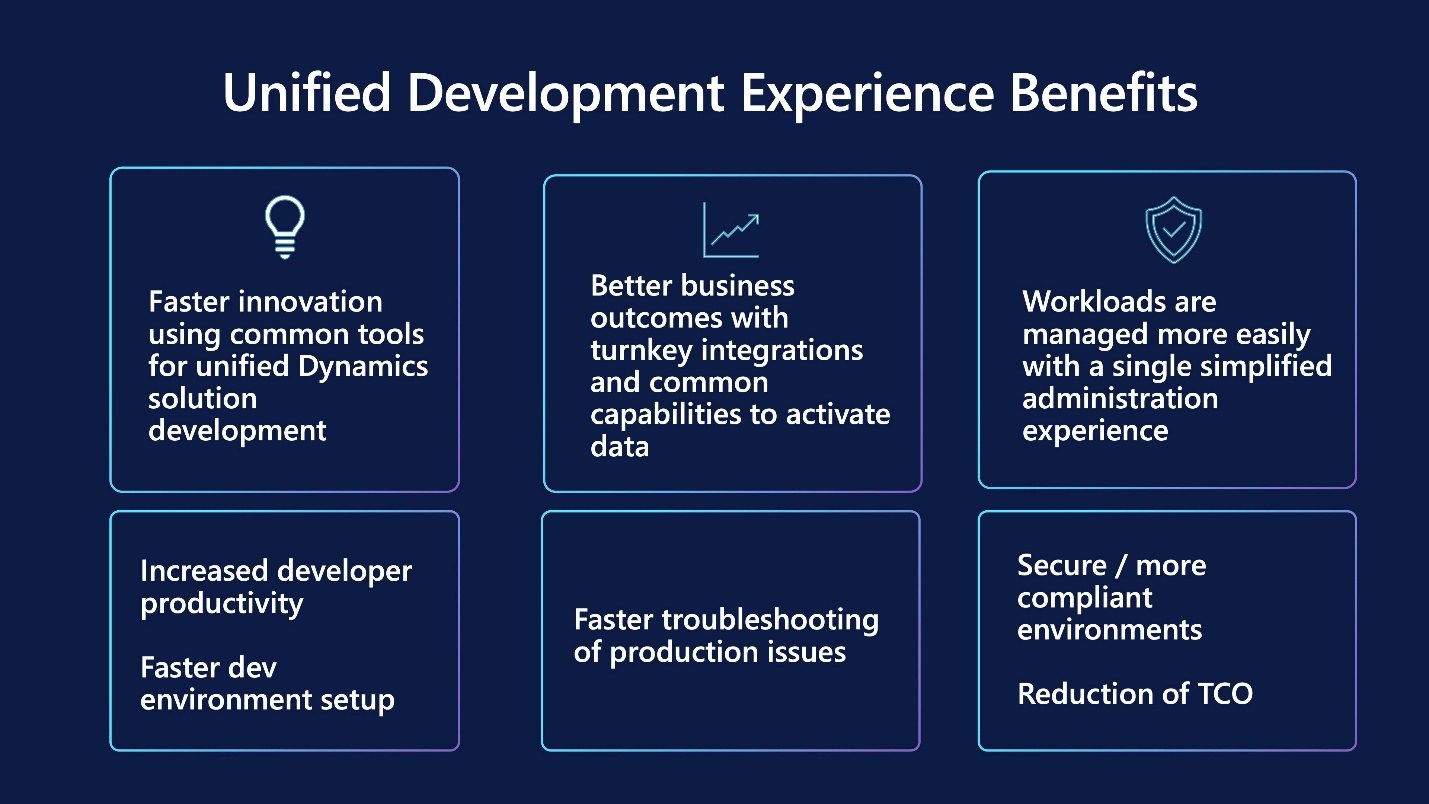 Unified Development Experience Benefits
Faster innovation
using common tools
for unified Dynamics
solution
development
Better business
outcomes with
turnkey integrations
and common
capabilities to activate
data
Workloads are
managed more easily
with a single simplified
administration
experience
Increased developer
productivity
Faster dev
environment setup
Faster troubleshooting
of production issues
Secure / more
compliant
environments
Reduction of TCO